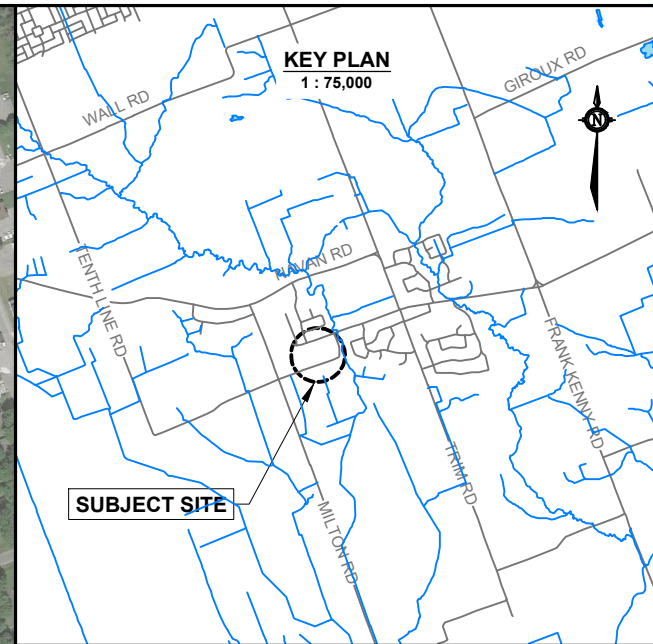 KEY PLAN
1 : 75,000
GIROUX RD
WALL RD
N
NAVAN RD
TENTH LINE RD
FRANK KENNY RD
TRIM RD
SUBJECT SITE
MILTON RD